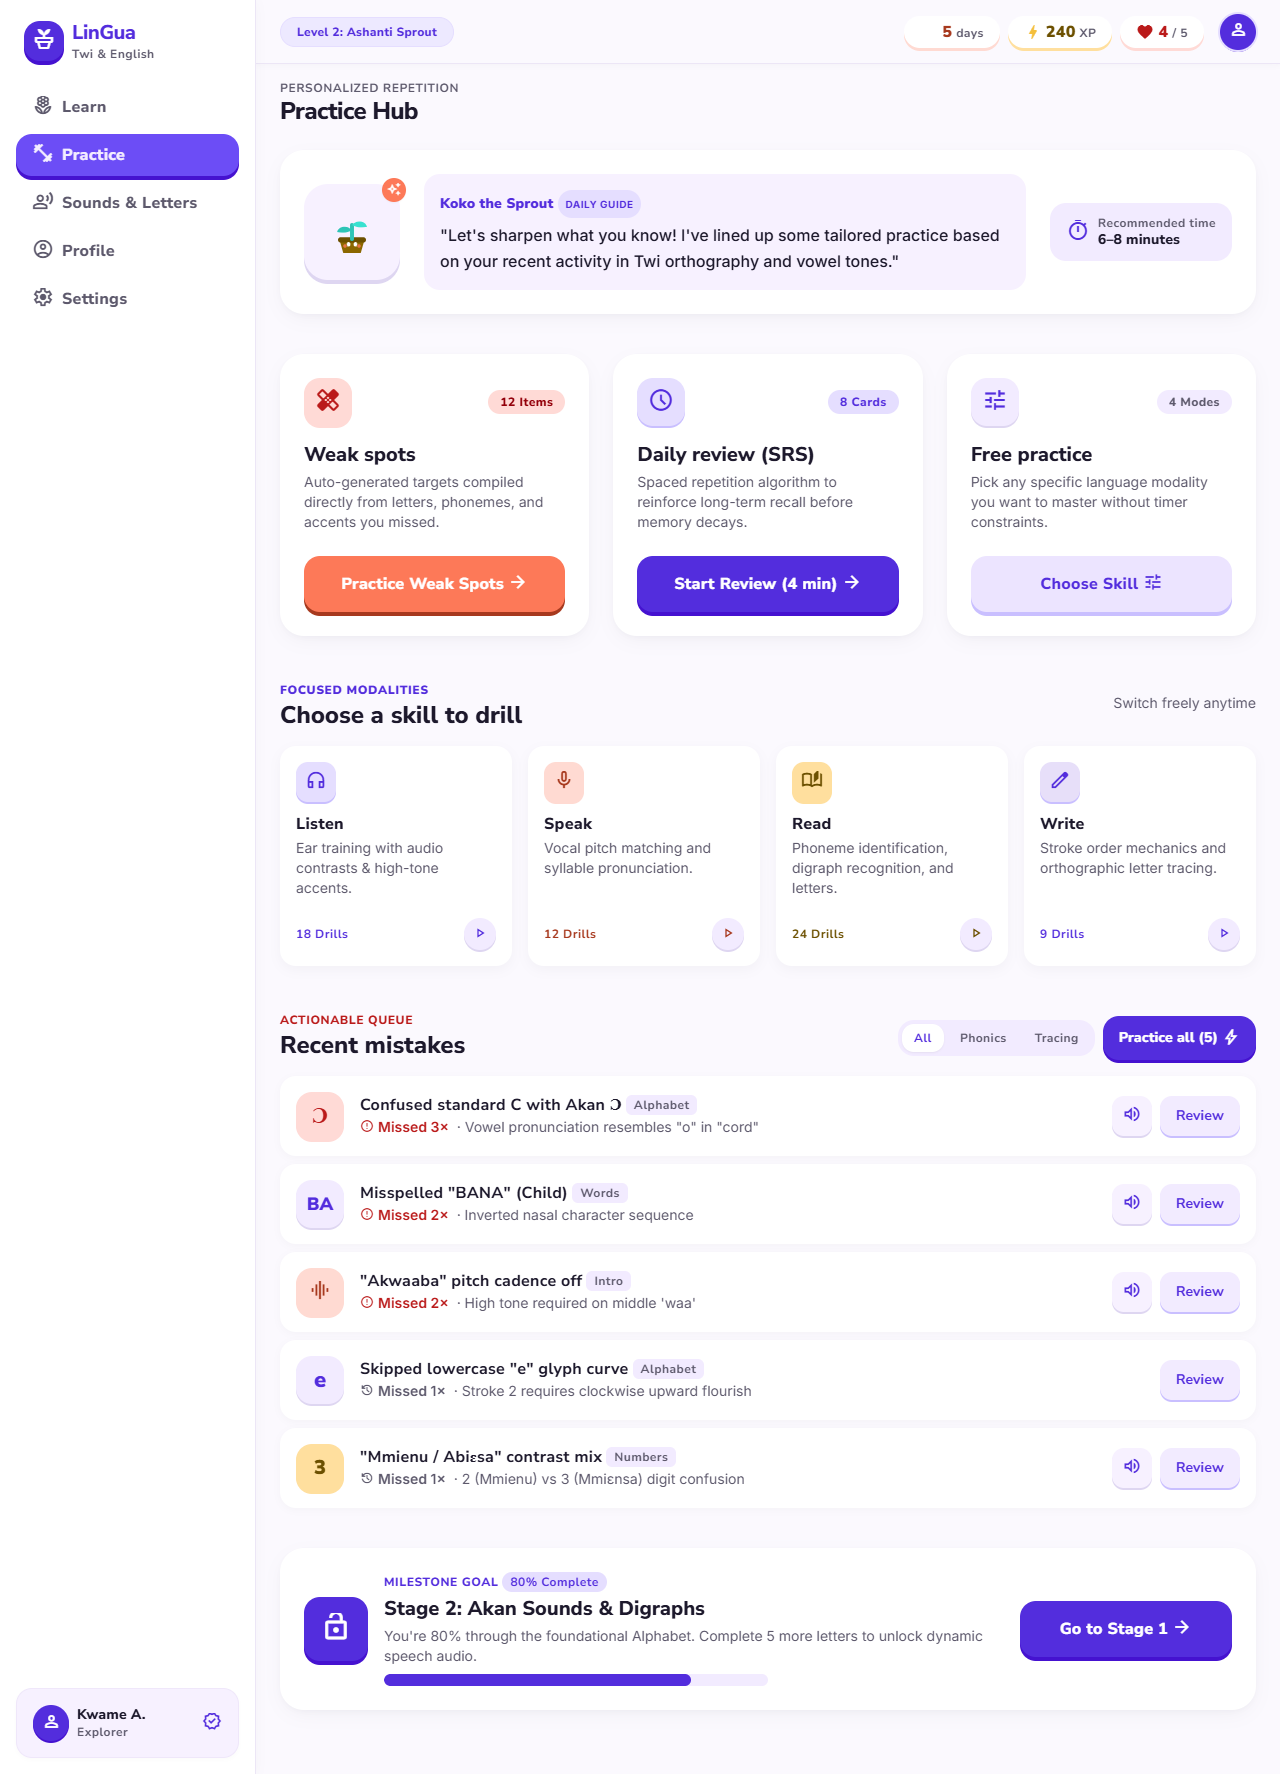 LinGua
Twi & English
Learn
Practice
Sounds & Letters
Profile
Settings
Kwame A.
Explorer
Level 2: Ashanti Sprout
5 days
240 XP
4 / 5
PERSONALIZED REPETITION
Practice Hub
Koko the Sprout DAILY GUIDE
"Let's sharpen what you know! I've lined up some tailored practice based
on your recent activity in Twi orthography and vowel tones."
Recommended time
6–8 minutes
12 Items
Weak spots
Auto-generated targets compiled
directly from letters, phonemes, and
accents you missed.
Practice Weak Spots
8 Cards
Daily review (SRS)
Spaced repetition algorithm to
reinforce long-term recall before
memory decays.
Start Review (4 min)
4 Modes
Free practice
Pick any specific language modality
you want to master without timer
constraints.
Choose Skill
FOCUSED MODALITIES
Choose a skill to drill
Switch freely anytime
Listen
Ear training with audio
contrasts & high-tone
accents.
18 Drills
Speak
Vocal pitch matching and
syllable pronunciation.
12 Drills
Read
Phoneme identification,
digraph recognition, and
letters.
24 Drills
Write
Stroke order mechanics and
orthographic letter tracing.
9 Drills
ACTIONABLE QUEUE
Recent mistakes
All
Phonics
Tracing
Practice all (5)
Ɔ
Confused standard C with Akan Ɔ Alphabet
Missed 3× · Vowel pronunciation resembles "o" in "cord"
Review
BA
Misspelled "BANA" (Child) Words
Missed 2× · Inverted nasal character sequence
Review
"Akwaaba" pitch cadence off Intro
Missed 2× · High tone required on middle 'waa'
Review
e
Skipped lowercase "e" glyph curve Alphabet
Missed 1× · Stroke 2 requires clockwise upward flourish
Review
3
"Mmienu / Abiɛsa" contrast mix Numbers
Missed 1× · 2 (Mmienu) vs 3 (Mmiɛnsa) digit confusion
Review
MILESTONE GOAL 80% Complete
Stage 2: Akan Sounds & Digraphs
You're 80% through the foundational Alphabet. Complete 5 more letters to unlock dynamic
speech audio.
Go to Stage 1